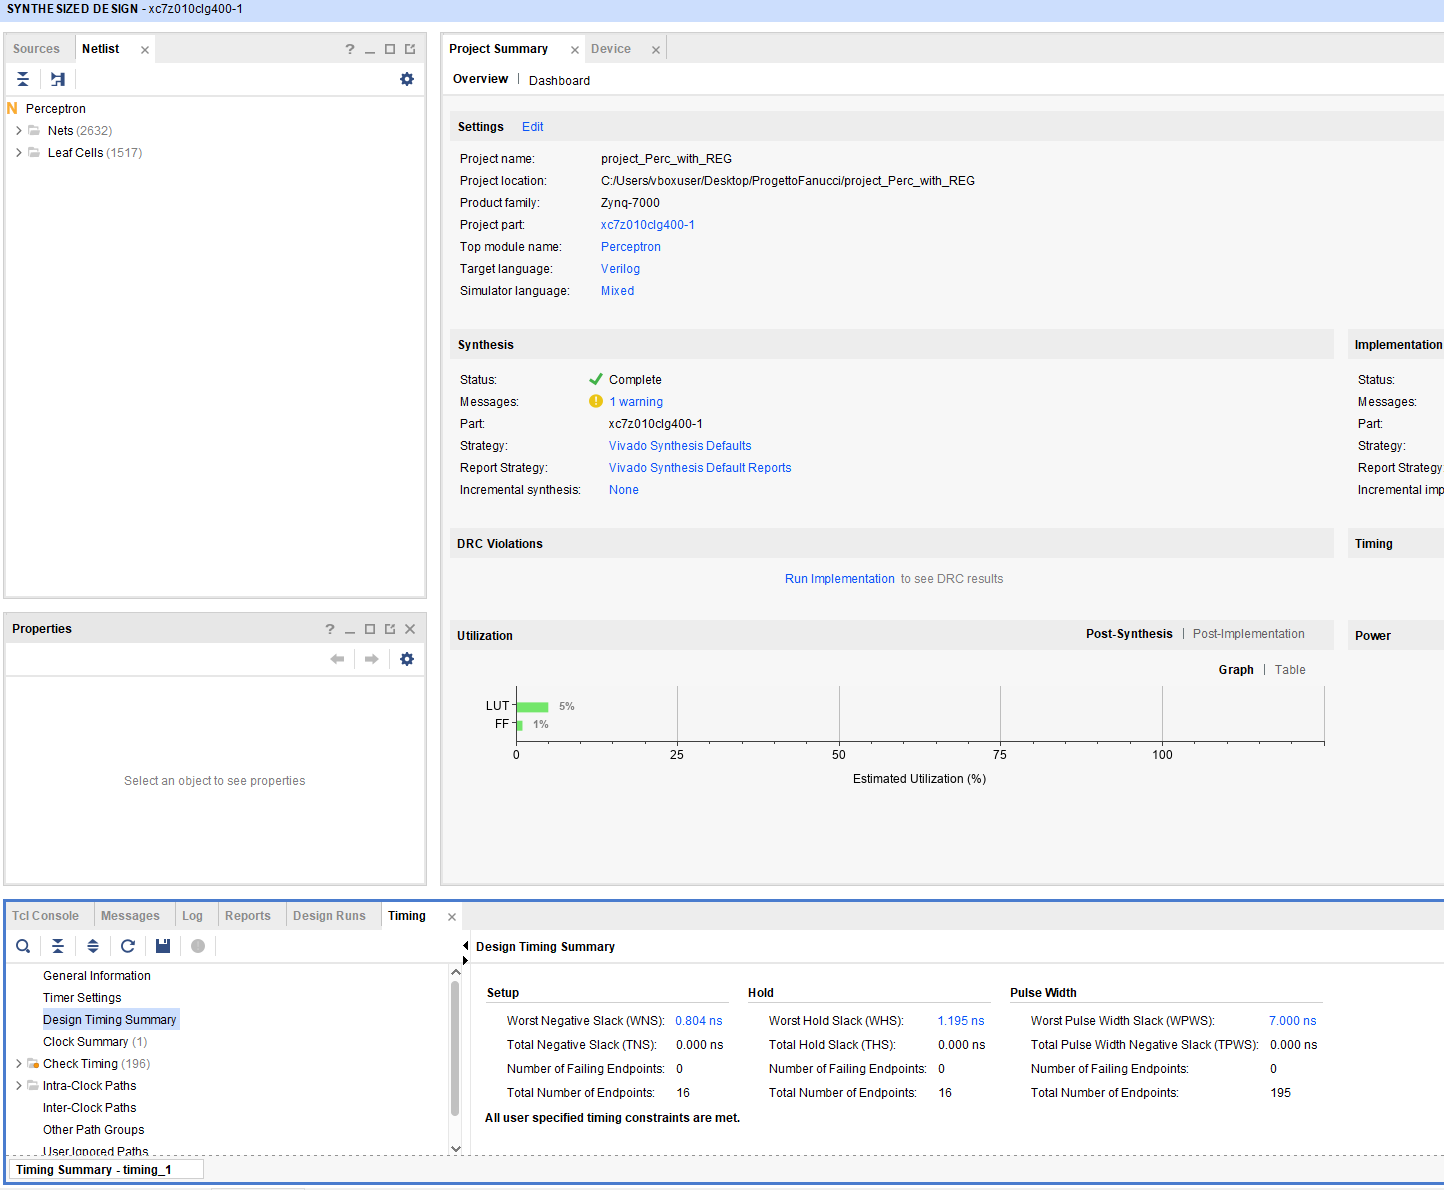 SYNTHESIZED DESIGN - xc7z010clg400-1
Sources Netlist
Perceptron
Nets (2632)
Leaf Cells (1517)
Properties
Select an object to see properties
Project Summary Device
Overview | Dashboard
Settings Edit
Project name: project_Perc_with_REG
Project location: C:/Users/vboxuser/Desktop/ProgettoFanucci/project_Perc_with_REG
Product family: Zynq-7000
Project part: xc7z010clg400-1
Top module name: Perceptron
Target language: Verilog
Simulator language: Mixed
Synthesis
Status: Complete
Messages: 1 warning
Part: xc7z010clg400-1
Strategy: Vivado Synthesis Defaults
Report Strategy: Vivado Synthesis Default Reports
Incremental synthesis: None
Implementation
Status:
Messages:
Part:
Strategy:
Report Strategy
Incremental imp
DRC Violations
Run Implementation to see DRC results
Timing
Utilization Post-Synthesis | Post-Implementation
Graph | Table
LUT 5%
FF 1%
0 25 50 75 100
Estimated Utilization (%)
Power
Tcl Console Messages Log Reports Design Runs Timing
General Information
Timer Settings
Design Timing Summary
Clock Summary (1)
Check Timing (196)
Intra-Clock Paths
Inter-Clock Paths
Other Path Groups
User Ignored Paths
Design Timing Summary
Setup
Worst Negative Slack (WNS): 0.804 ns
Total Negative Slack (TNS): 0.000 ns
Number of Failing Endpoints: 0
Total Number of Endpoints: 16
Hold
Worst Hold Slack (WHS): 1.195 ns
Total Hold Slack (THS): 0.000 ns
Number of Failing Endpoints: 0
Total Number of Endpoints: 16
Pulse Width
Worst Pulse Width Slack (WPWS): 7.000 ns
Total Pulse Width Negative Slack (TPWS): 0.000 ns
Number of Failing Endpoints: 0
Total Number of Endpoints: 195
All user specified timing constraints are met.
Timing Summary - timing_1